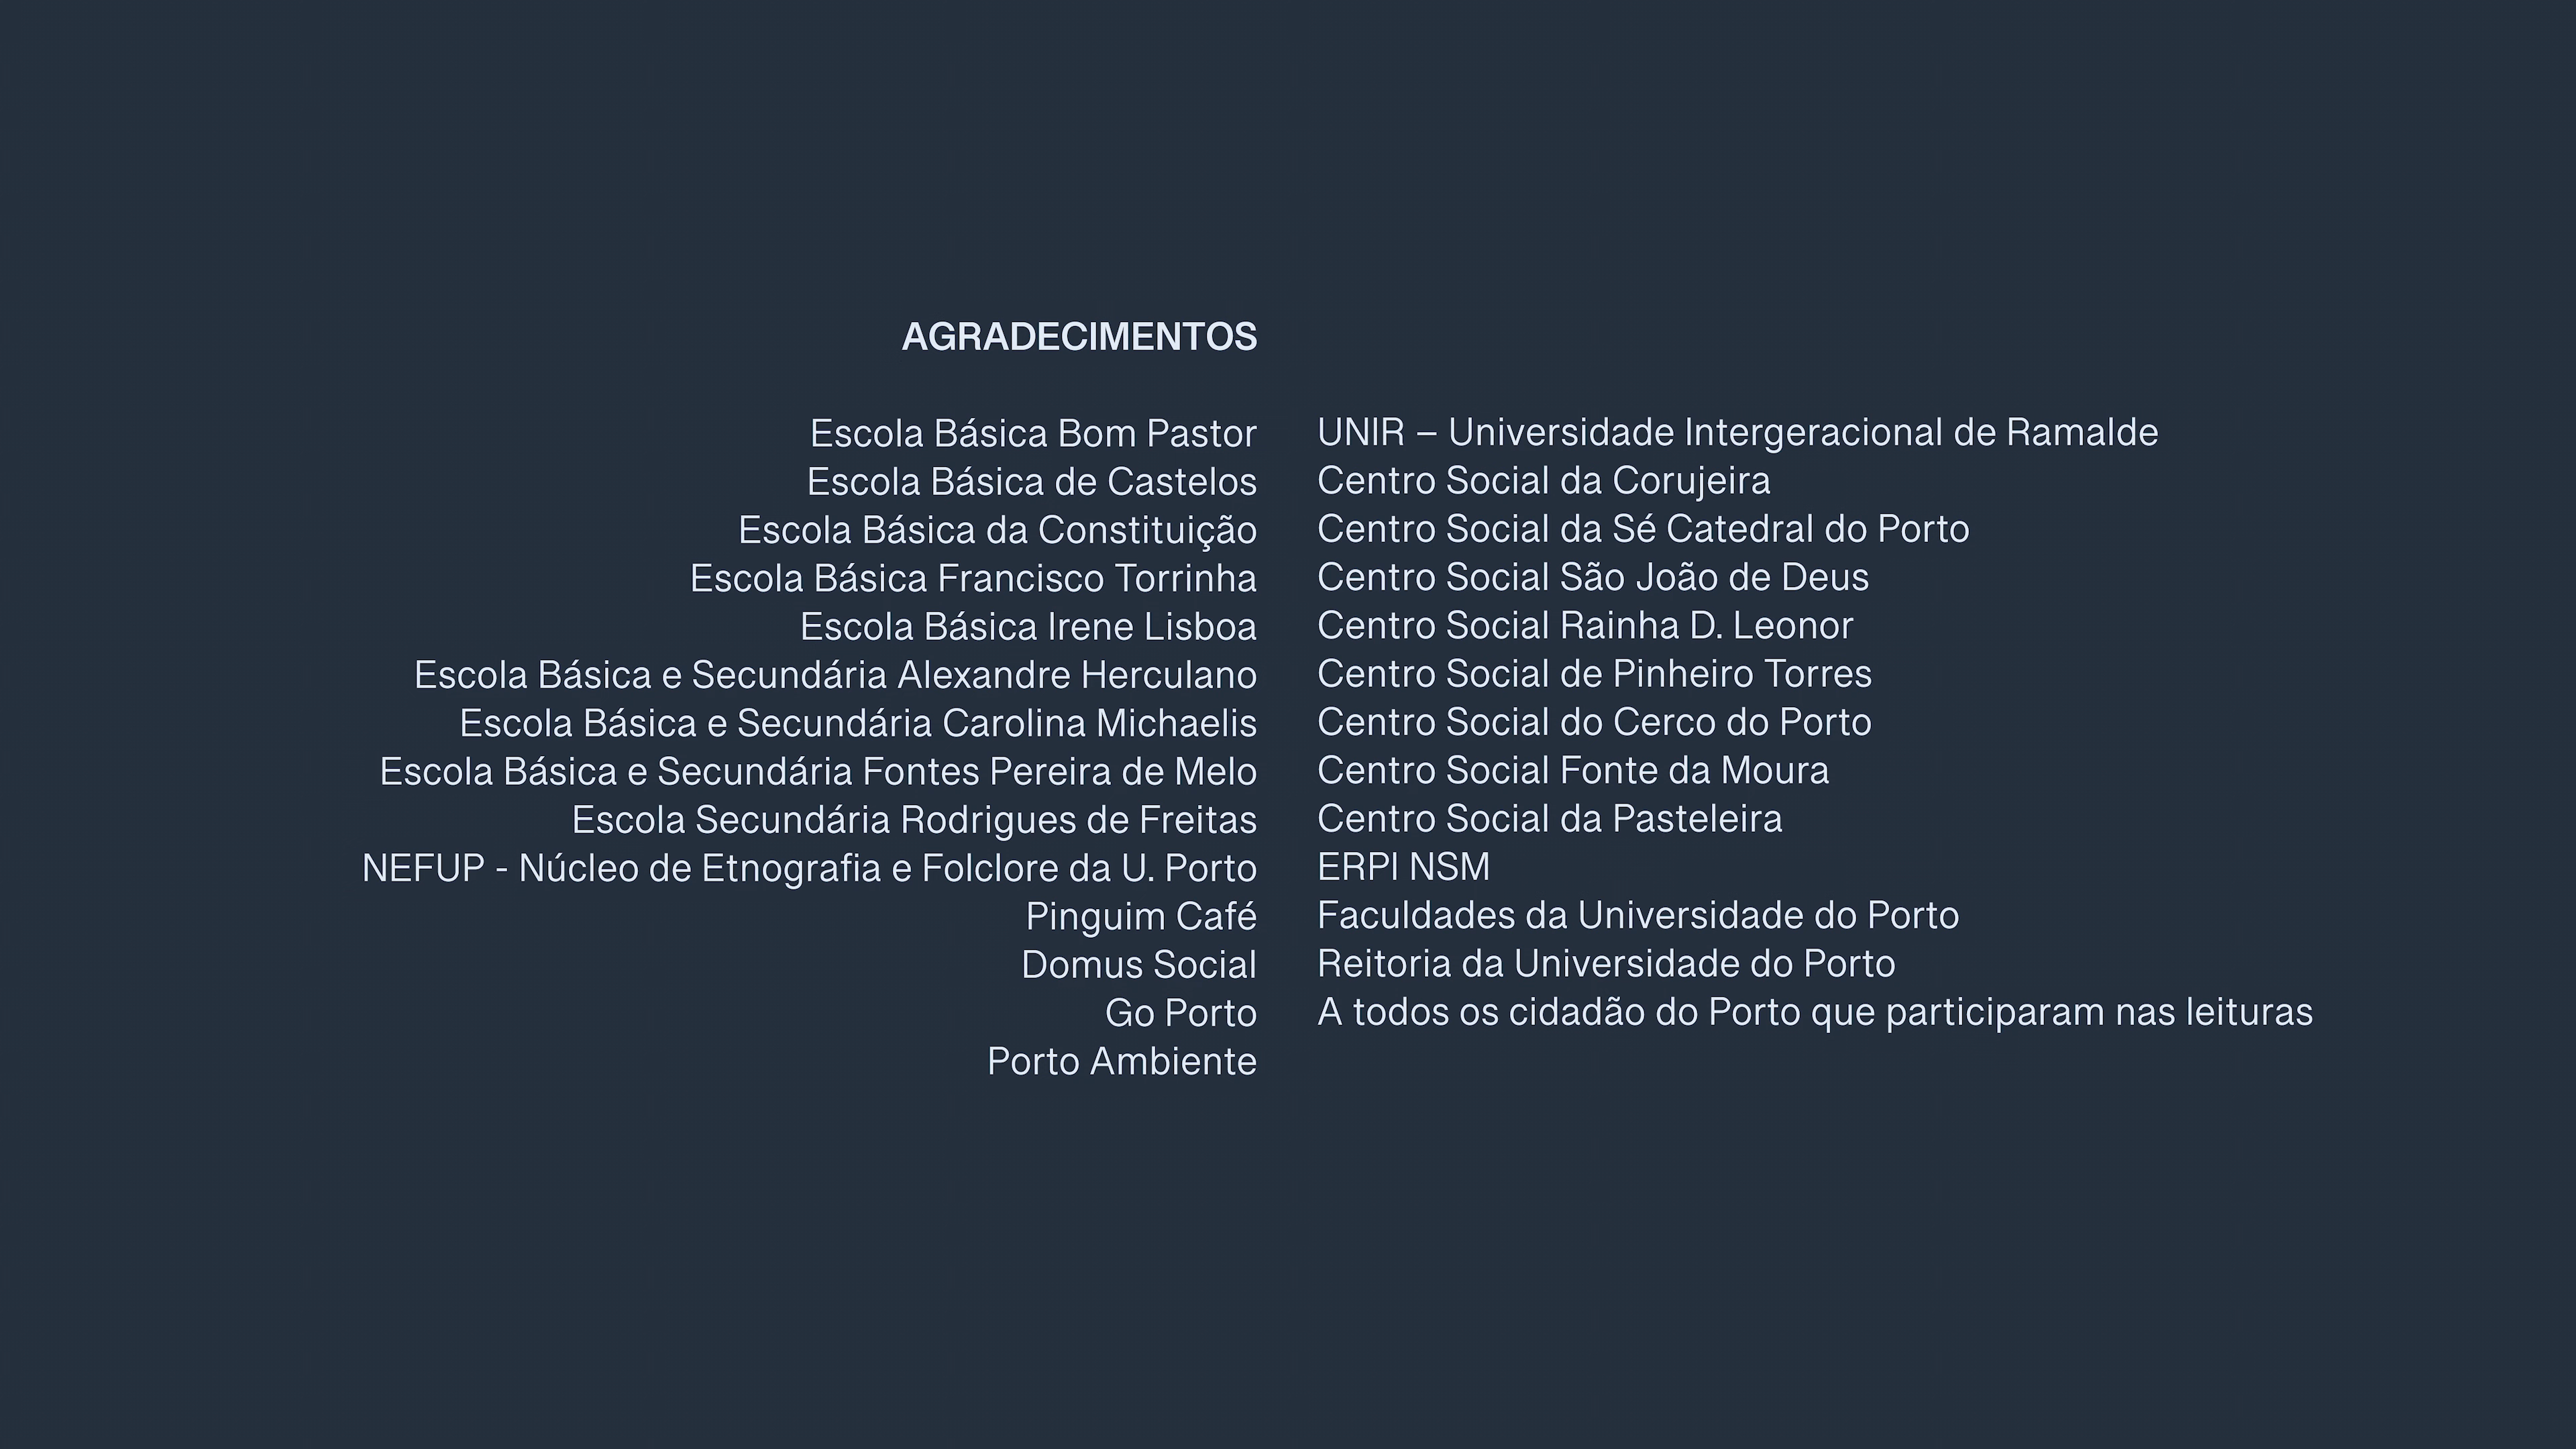 AGRADECIMENTOS
Escola Básica Bom Pastor
Escola Básica de Castelos
Escola Básica da Constituição
Escola Básica Francisco Torrinha
Escola Básica Irene Lisboa
Escola Básica e Secundária Alexandre Herculano
Escola Básica e Secundária Carolina Michaelis
Escola Básica e Secundária Fontes Pereira de Melo
Escola Secundária Rodrigues de Freitas
NEFUP - Núcleo de Etnografia e Folclore da U. Porto
Pinguim Café
Domus Social
Go Porto
Porto Ambiente
UNIR – Universidade Intergeracional de Ramalde
Centro Social da Corujeira
Centro Social da Sé Catedral do Porto
Centro Social São João de Deus
Centro Social Rainha D. Leonor
Centro Social de Pinheiro Torres
Centro Social do Cerco do Porto
Centro Social Fonte da Moura
Centro Social da Pasteleira
ERPI NSM
Faculdades da Universidade do Porto
Reitoria da Universidade do Porto
A todos os cidadão do Porto que participaram nas leituras